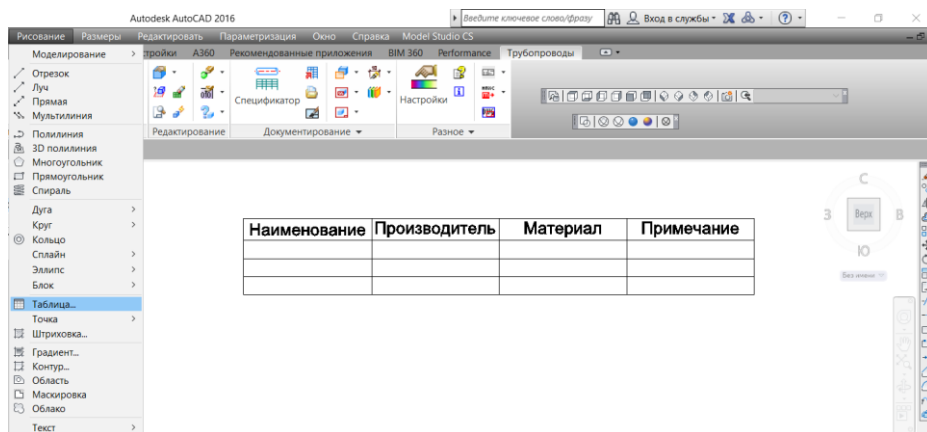 Autodesk AutoCAD 2016
Введите ключевое слово/фразу
Вход в службы
Рисование Размеры Редактировать Параметризация Окно Справка Model Studio CS
Моделирование
тройки A360 Рекомендованные приложения BIM 360 Performance Трубопроводы
Отрезок
Луч
Прямая
Мультилиния
Спецификатор
Настройки
Редактирование
Документирование
Разное
Полилиния
3D полилиния
Многоугольник
Прямоугольник
Спираль
Дуга
Круг
Кольцо
Сплайн
Эллипс
Блок
Таблица...
Точка
Штриховка...
Градиент...
Контур...
Область
Маскировка
Облако
Текст
Наименование Производитель Материал Примечание
С
З Верх В
Ю
Без имени